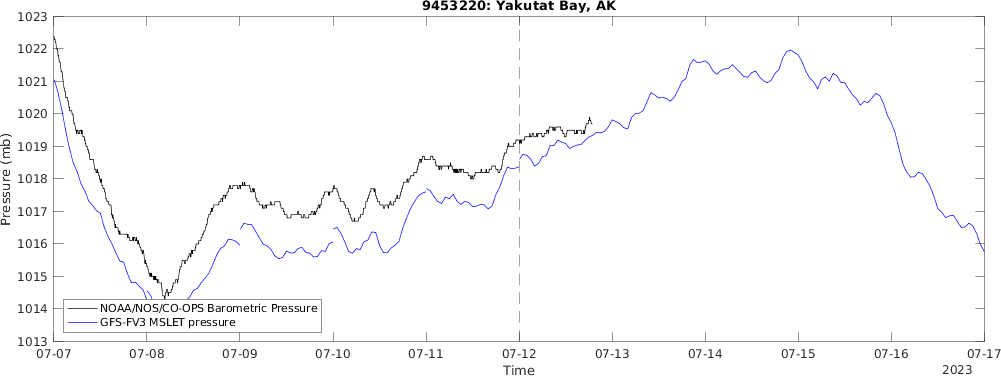 9453220: Yakutat Bay, AK
1023
1022
1021
1020
1019
1018
1017
1016
1015
1014
1013
Pressure (mb)
NOAA/NOS/CO-OPS Barometric Pressure
GFS-FV3 MSLET pressure
07-07 07-08 07-09 07-10 07-11 07-12 07-13 07-14 07-15 07-16 07-17
Time
2023